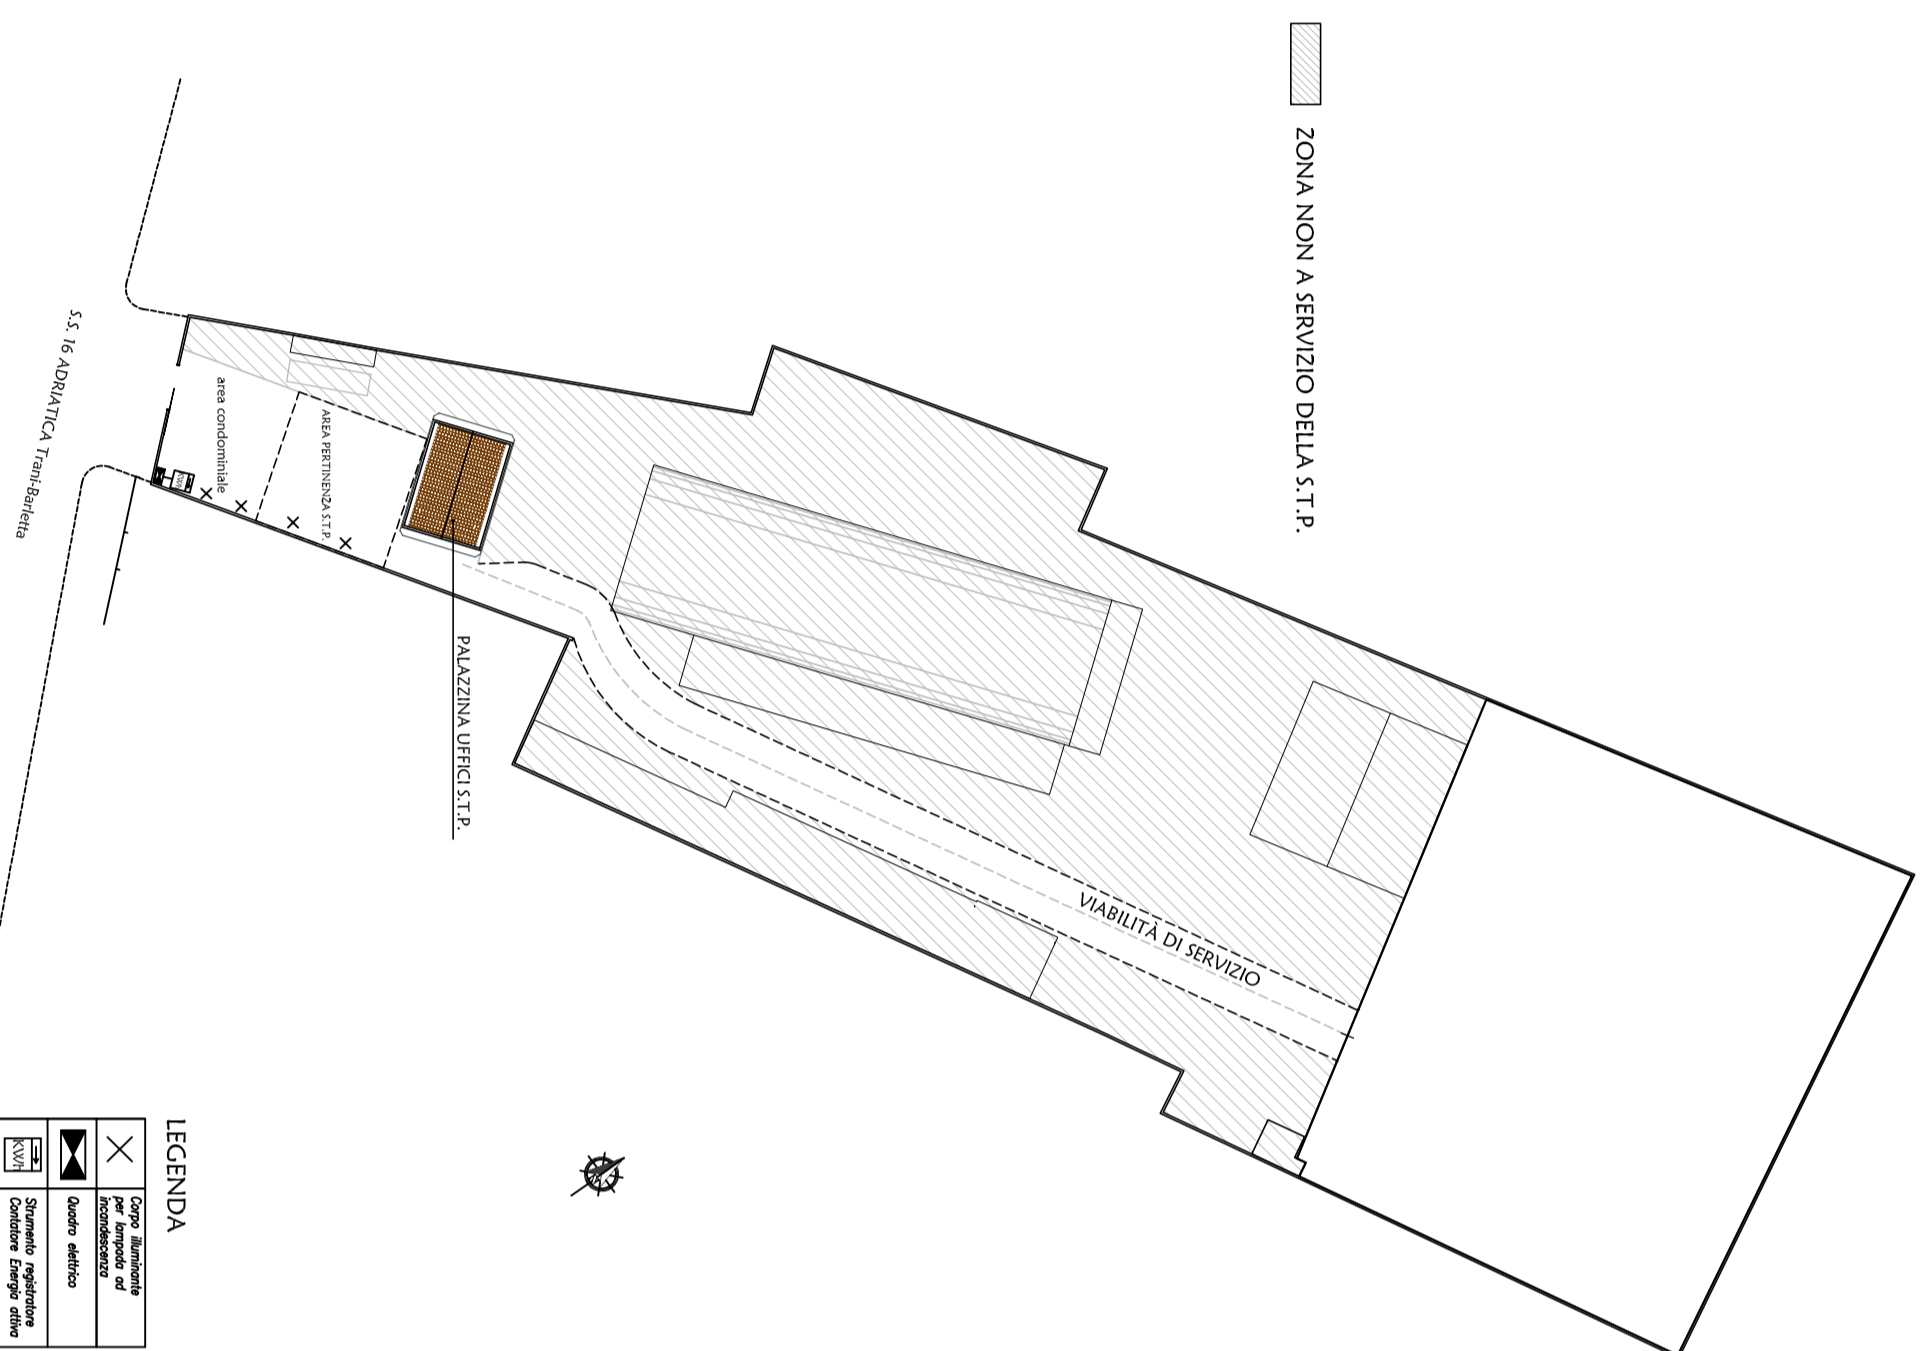 ZONA NON A SERVIZIO DELLA S.T.P.
S.S. 16 ADRIATICA Trani-Barletta
area condominiale
AREA PERTINENZA S.T.P.
PALAZZINA UFFICI S.T.P.
VIABILITÀ DI SERVIZIO
KWh
LEGENDA
Corpo illuminante
per lampada ad
incandescenza
Quadro elettrico
KWh
Strumento registratore
Contatore Energia attiva